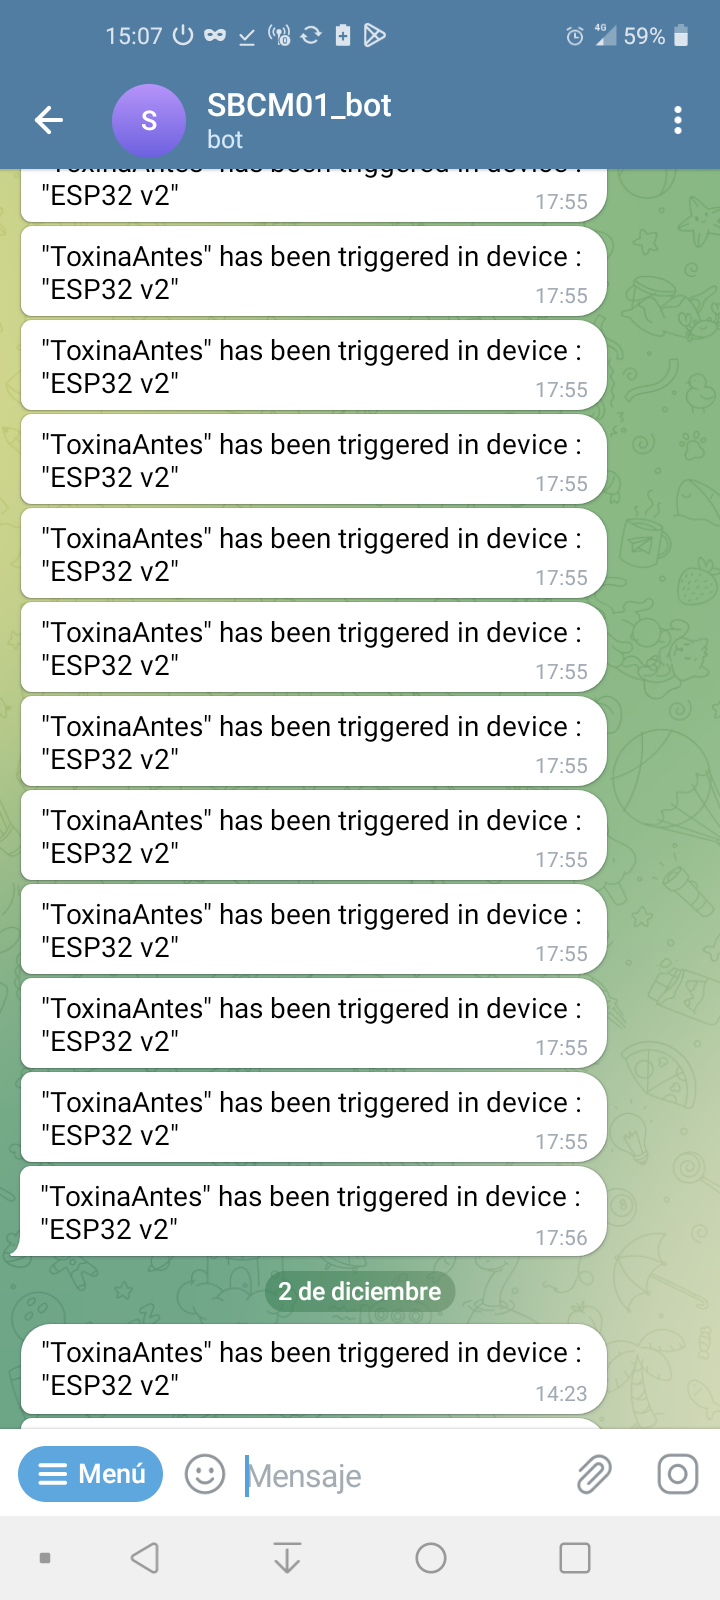 15:07
4G
59%
S
SBCM01_bot
bot
"ToxinaAntes" has been triggered in device :
"ESP32 v2"
17:55
"ToxinaAntes" has been triggered in device :
"ESP32 v2"
17:55
"ToxinaAntes" has been triggered in device :
"ESP32 v2"
17:55
"ToxinaAntes" has been triggered in device :
"ESP32 v2"
17:55
"ToxinaAntes" has been triggered in device :
"ESP32 v2"
17:55
"ToxinaAntes" has been triggered in device :
"ESP32 v2"
17:55
"ToxinaAntes" has been triggered in device :
"ESP32 v2"
17:55
"ToxinaAntes" has been triggered in device :
"ESP32 v2"
17:55
"ToxinaAntes" has been triggered in device :
"ESP32 v2"
17:55
"ToxinaAntes" has been triggered in device :
"ESP32 v2"
17:55
"ToxinaAntes" has been triggered in device :
"ESP32 v2"
17:55
"ToxinaAntes" has been triggered in device :
"ESP32 v2"
17:56
2 de diciembre
"ToxinaAntes" has been triggered in device :
"ESP32 v2"
14:23
Menú
Mensaje